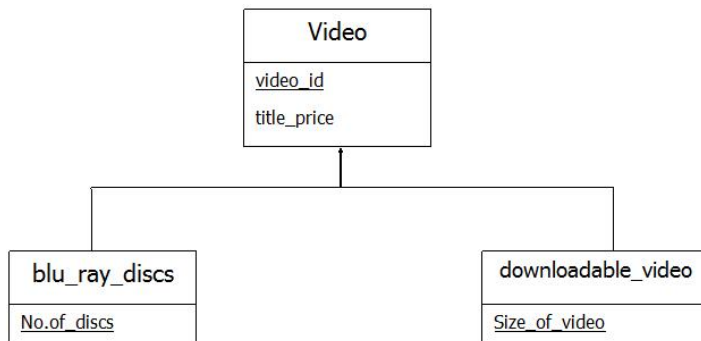 Video
video_id
title_price
blu_ray_discs
No.of_discs
downloadable_video
Size_of_video